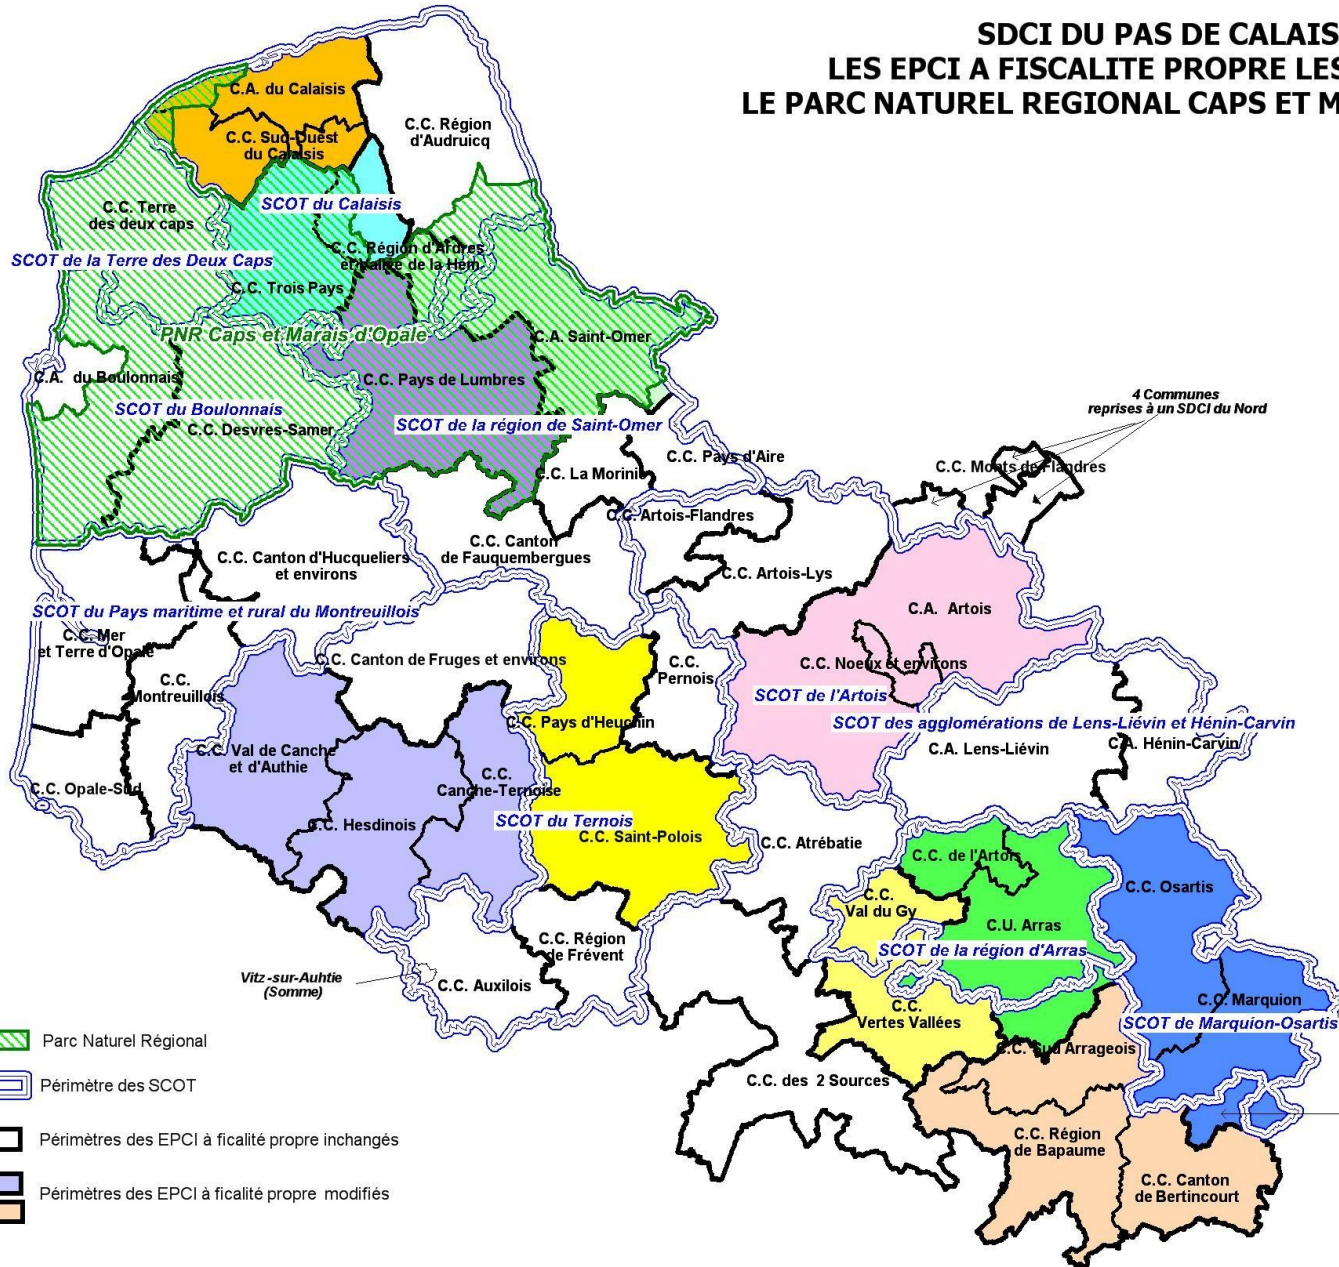 SDCI DU PAS DE CALAIS
LES EPCI A FISCALITE PROPRE LES
LE PARC NATUREL REGIONAL CAPS ET M
C.A. du Calaisis
C.C. Région
d'Audruicq
C.C. Sud-Ouest
du Calaisis
SCOT du Calaisis
C.C. Terre
des deux caps
C.C. Région d'Ardres
et Vallée de la Hem
SCOT de la Terre des Deux Caps
C.C. Trois Pays
PNR Caps et Marais d'Opale
C.A. Saint-Omer
C.A. du Boulonnais
C.C. Pays de Lumbres
4 Communes
reprises à un SDCI du Nord
SCOT du Boulonnais
C.C. Desvres-Samer
SCOT de la région de Saint-Omer
C.C. Pays d'Aire
C.C. Monts de Flandres
C.C. La Morinie
C.C. Artois-Flandres
C.C. Canton
de Fauquembergues
C.C. Canton d'Hucqueliers
et environs
C.C. Artois-Lys
SCOT du Pays maritime et rural du Montreuillois
C.A. Artois
C.C. Mer
et Terre d'Opale
C.C. Canton de Fruges et environs
C.C.
Pernois
C.C. Noeux et environs
C.C.
Montreuillois
SCOT de l'Artois
C.C. Pays d'Heuchin
SCOT des agglomérations de Lens-Liévin et Hénin-Carvin
C.A. Lens-Liévin
C.A. Hénin-Carvin
C.C. Val de Canche
et d'Authie
C.C.
Canche-Ternoise
C.C. Opale-Sud
C.C. Hesdinois
SCOT du Ternois
C.C. Saint-Polois
C.C. Atrébatie
C.C. de l'Artois
C.C. Osartis
C.C.
Val du Gy
C.U. Arras
C.C. Région
de Frévent
SCOT de la région d'Arras
Vitz-sur-Auhtie
(Somme)
C.C. Auxilois
C.C. Marquion
C.C.
Vertes Vallées
SCOT de Marquion-Osartis
C.C. Sud Arrageois
C.C. des 2 Sources
C.C. Région
de Bapaume
C.C. Canton
de Bertincourt
Parc Naturel Régional
Périmètre des SCOT
Périmètres des EPCI à ficalité propre inchangés
Périmètres des EPCI à ficalité propre modifiés